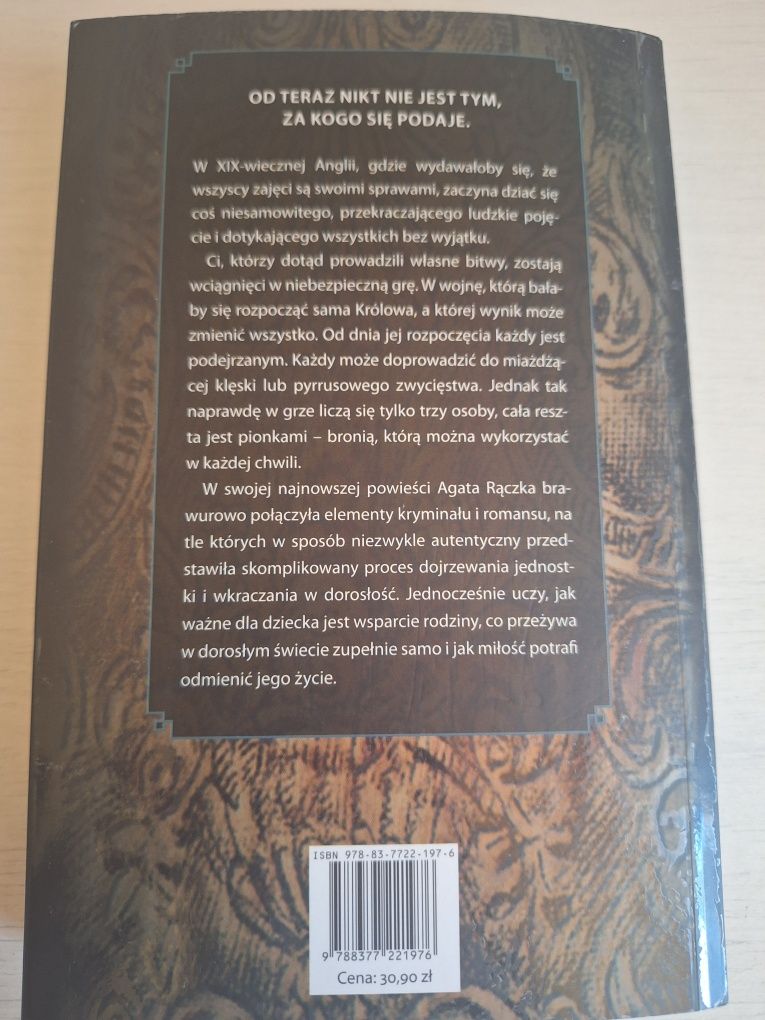 OD TERAZ NIKT NIE JEST TYM,
ZA KOGO SIĘ PODAJE.
W XIX-wiecznej Anglii, gdzie wydawałoby się, że
wszyscy zajęci są swoimi sprawami, zaczyna dziać się
coś niesamowitego, przekraczającego ludzkie poję-
cie i dotykającego wszystkich bez wyjątku.
Ci, którzy dotąd prowadzili własne bitwy, zostają
wciągnięci w niebezpieczną grę. W wojnę, którą bała-
by się rozpocząć sama Królowa, a której wynik może
zmienić wszystko. Od dnia jej rozpoczęcia każdy jest
podejrzanym. Każdy może doprowadzić do miażdżą-
cej klęski lub pyrrusowego zwycięstwa. Jednak tak
naprawdę w grze liczą się tylko trzy osoby, cała resz-
ta jest pionkami – bronią, którą można wykorzystać
w każdej chwili.
W swojej najnowszej powieści Agata Rączka bra-
wurowo połączyła elementy kryminału i romansu, na
tle których w sposób niezwykle autentyczny przed-
stawiła skomplikowany proces dojrzewania jednost-
ki i wkraczania w dorosłość. Jednocześnie uczy, jak
ważne dla dziecka jest wsparcie rodziny, co przeżywa
w dorosłym świecie zupełnie samo i jak miłość potrafi
odmienić jego życie.
ISBN 978-83-7722-197-6
9 788377 221976
Cena: 30,90 zł